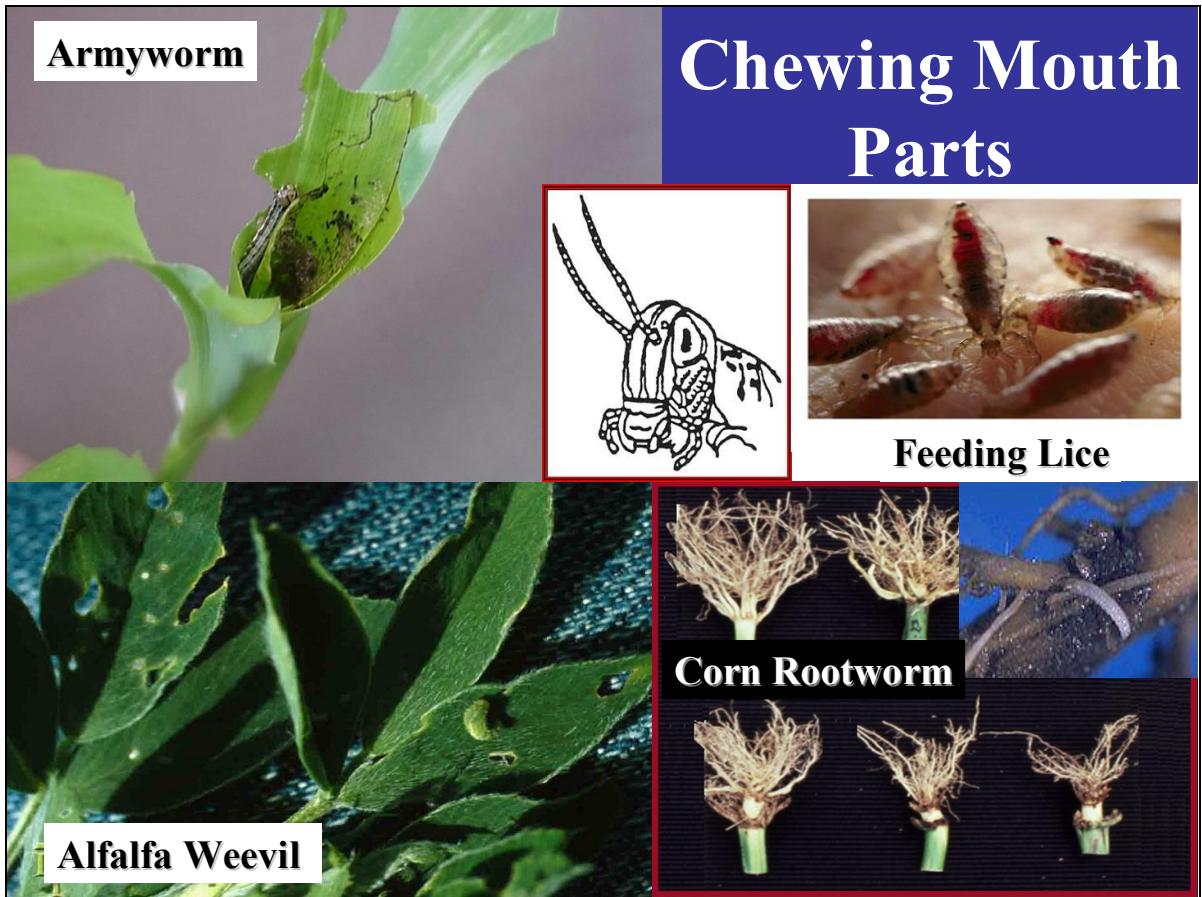 Armyworm
Chewing Mouth
Parts
Feeding Lice
Corn Rootworm
Alfalfa Weevil